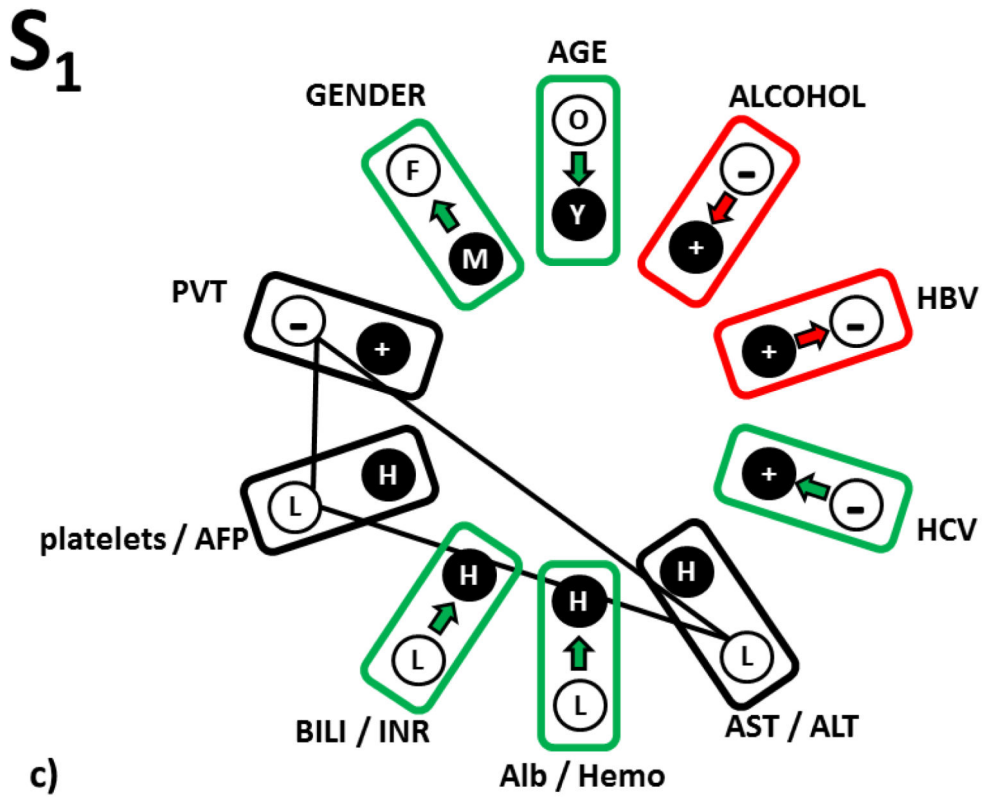 S1
AGE
GENDER
ALCOHOL
O
F
-
Y
+
M
PVT
HBV
-
+
-
+
H
+
L
-
platelets / AFP
HCV
H
H
H
L
L
L
BILI / INR
AST / ALT
Alb / Hemo
c)